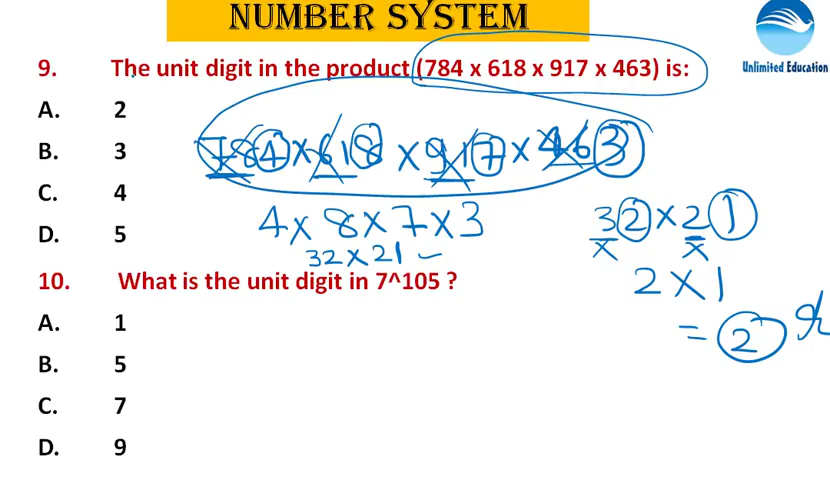 NUMBER SYSTEM
Unlimited Education
9. The unit digit in the product (784 x 618 x 917 x 463) is:
A. 2
B. 3
C. 4
D. 5
784 × 618 × 917 × 463
4 × 8 × 7 × 3
32 × 21
32 × 21
x x
2 × 1
= 2
10. What is the unit digit in 7^105 ?
A. 1
B. 5
C. 7
D. 9